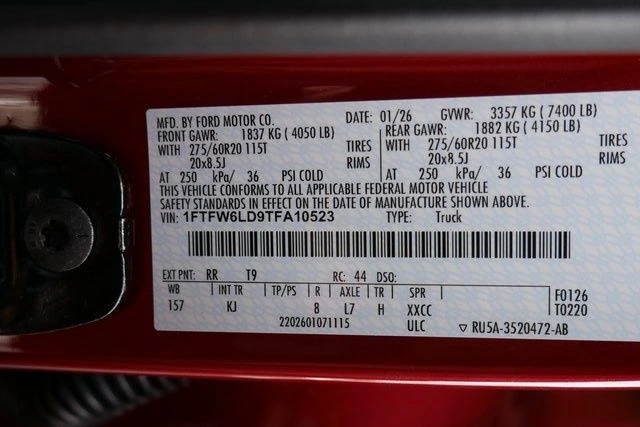 MFD. BY FORD MOTOR CO. DATE: 01/26 GVWR: 3357 KG ( 7400 LB)
FRONT GAWR: 1837 KG ( 4050 LB) REAR GAWR: 1882 KG ( 4150 LB)
WITH 275/60R20 115T TIRES WITH 275/60R20 115T TIRES
20x8.5J RIMS 20x8.5J RIMS
AT 250 kPa/ 36 PSI COLD AT 250 kPa/ 36 PSI COLD
THIS VEHICLE CONFORMS TO ALL APPLICABLE FEDERAL MOTOR VEHICLE
SAFETY STANDARDS IN EFFECT ON THE DATE OF MANUFACTURE SHOWN ABOVE.
VIN: 1FTFW6LD9TFA10523 TYPE: Truck
EXT PNT: RR T9 RC: 44 DSO:
WB INT TR TP/PS R AXLE TR SPR F0126
157 KJ 8 L7 H XXCC T0220
2202601071115 ULC RU5A-3520472-AB